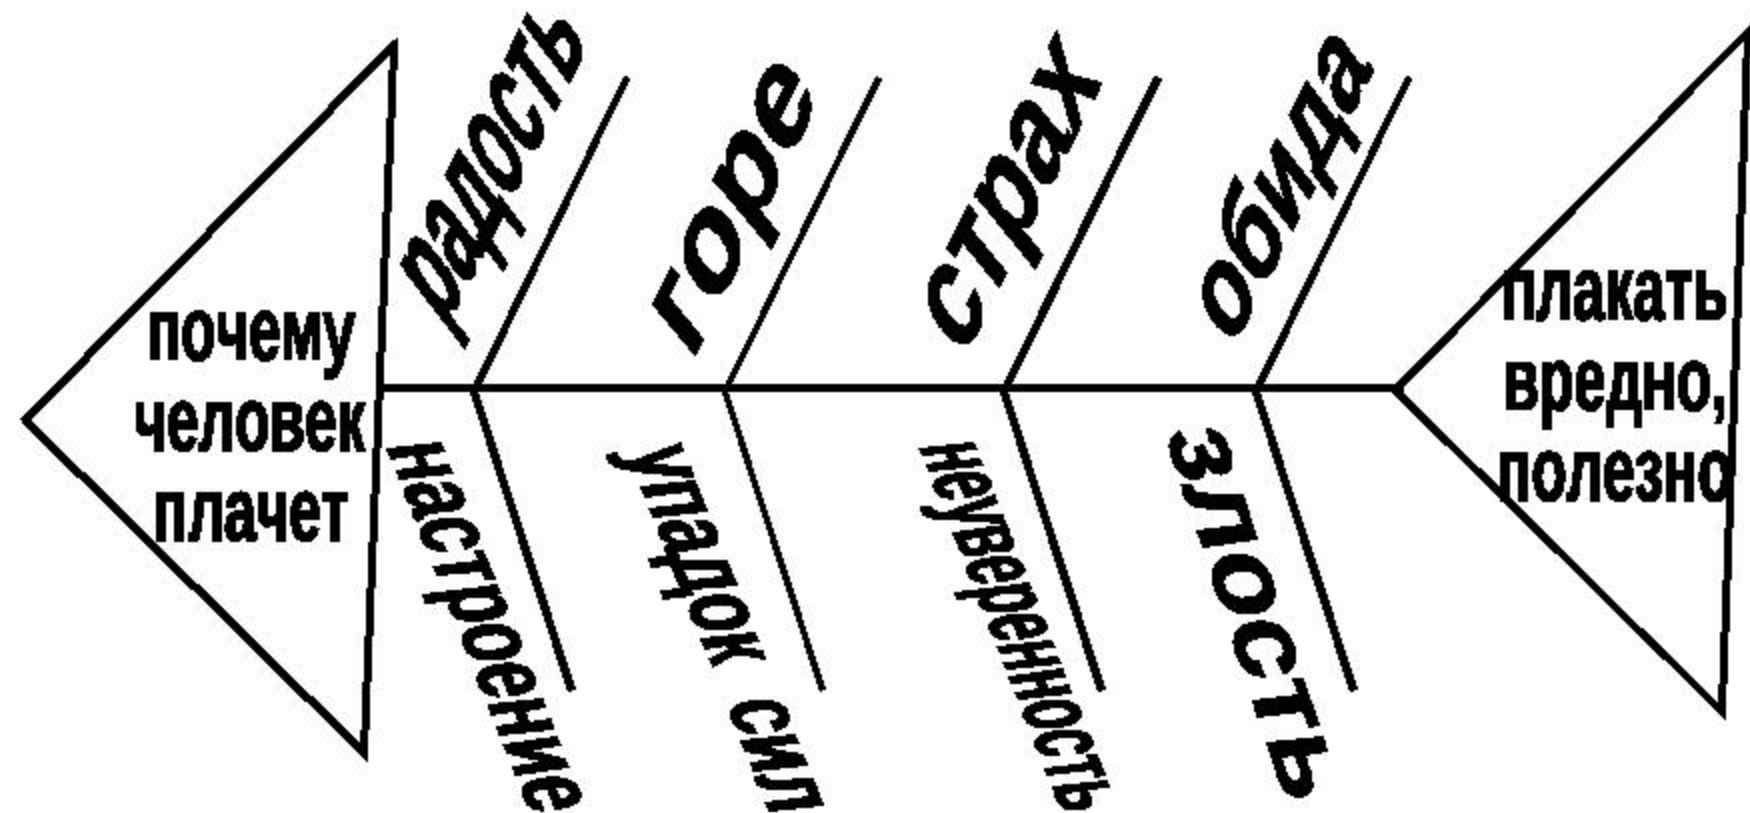 почему
человек
плачет
радость
горе
страх
обида
настроение
упадок сил
неуверенность
злость
плакать
вредно,
полезно